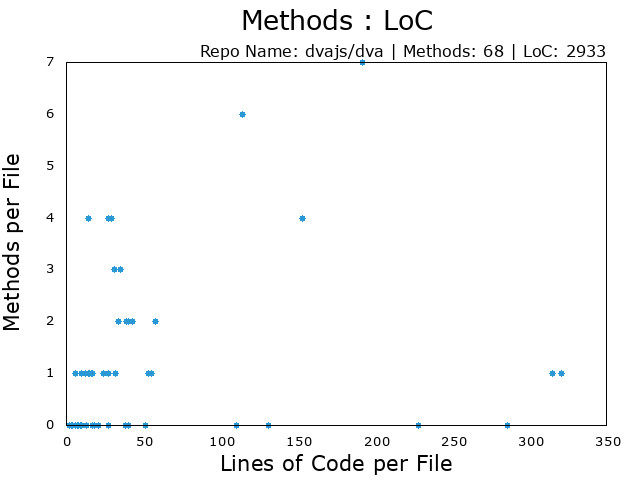 Methods : LoC
Repo Name: dvajs/dva | Methods: 68 | LoC: 2933
Methods per File
7
6
5
4
3
2
1
0
0 50 100 150 200 250 300 350
Lines of Code per File